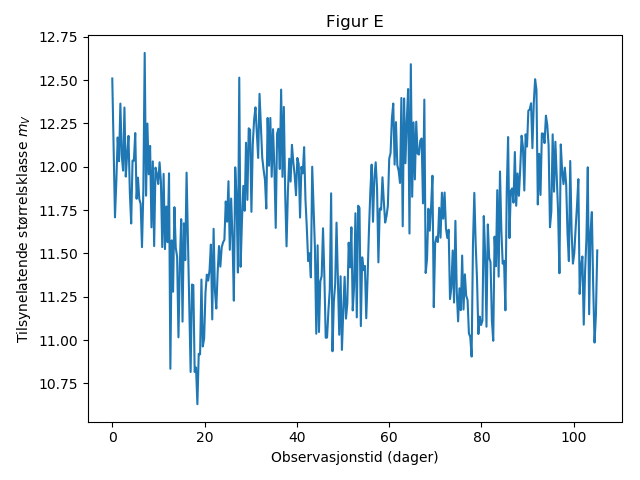 Figur E
Tilsynelatende størrelsklasse $m_V$
12.75
12.50
12.25
12.00
11.75
11.50
11.25
11.00
10.75
0 20 40 60 80 100
Observasjonstid (dager)